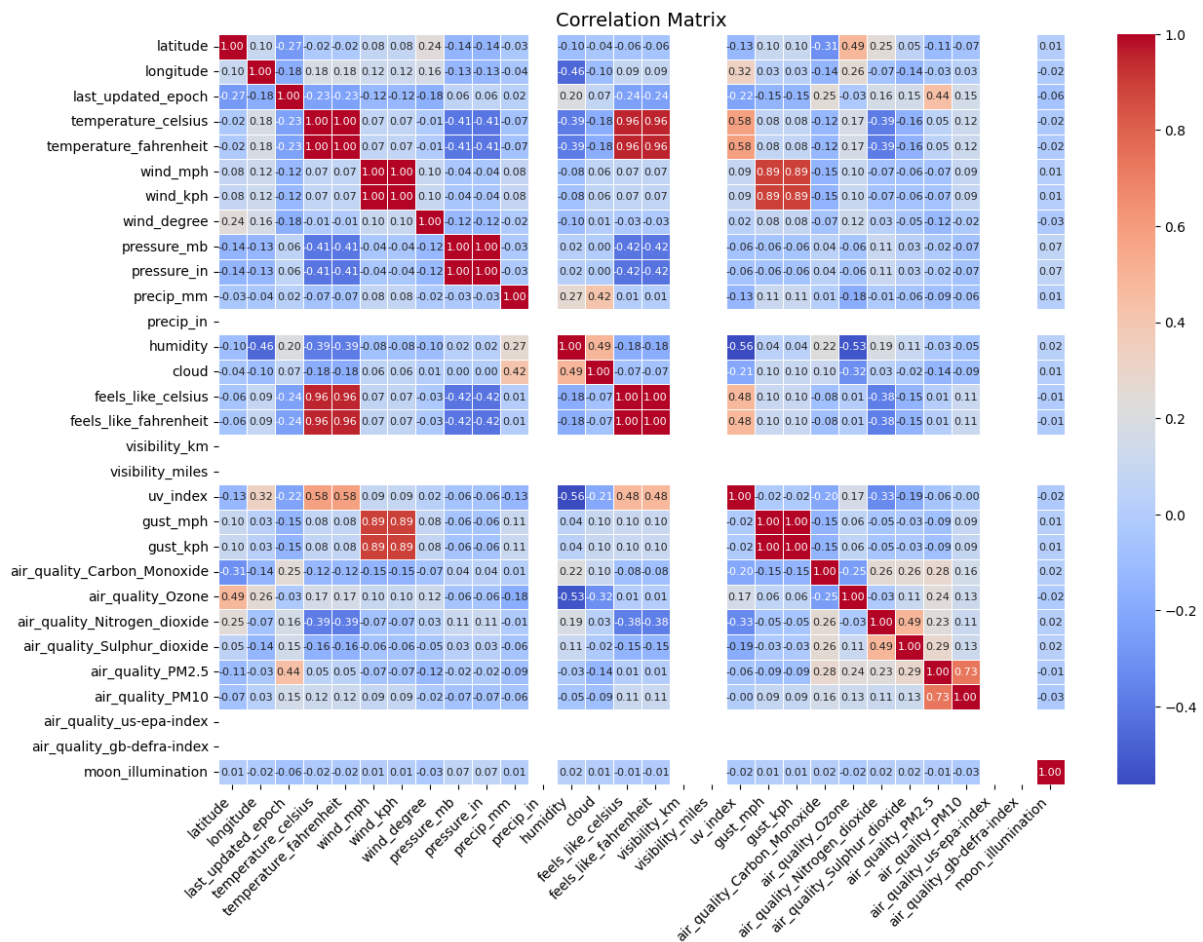 Correlation Matrix
latitude 1.00 0.10 -0.27 -0.02 -0.02 0.08 0.08 0.24 -0.14 -0.14 -0.03 -0.10 -0.04 -0.06 -0.06 -0.13 0.10 0.10 -0.31 0.49 0.25 0.05 -0.11 -0.07 0.01
longitude 0.10 1.00 -0.18 0.18 0.18 0.12 0.12 0.16 -0.13 -0.13 -0.04 -0.46 -0.10 0.09 0.09 0.32 0.03 0.03 -0.14 0.26 -0.07 -0.14 -0.03 0.03 -0.02
last_updated_epoch -0.27 -0.18 1.00 -0.23 -0.23 -0.12 -0.12 -0.18 0.06 0.06 0.02 0.20 0.07 -0.24 -0.24 -0.22 -0.15 -0.15 0.25 -0.03 0.16 0.15 0.44 0.15 -0.06
temperature_celsius -0.02 0.18 -0.23 1.00 1.00 0.07 0.07 -0.01 -0.41 -0.41 -0.07 -0.39 -0.18 0.96 0.96 0.58 0.08 0.08 -0.12 0.17 -0.39 -0.16 0.05 0.12 -0.02
temperature_fahrenheit -0.02 0.18 -0.23 1.00 1.00 0.07 0.07 -0.01 -0.41 -0.41 -0.07 -0.39 -0.18 0.96 0.96 0.58 0.08 0.08 -0.12 0.17 -0.39 -0.16 0.05 0.12 -0.02
wind_mph 0.08 0.12 -0.12 0.07 0.07 1.00 1.00 0.10 -0.04 -0.04 0.08 -0.08 0.06 0.07 0.07 0.09 0.89 0.89 -0.15 0.10 -0.07 -0.06 -0.09 0.09 0.01
wind_kph 0.08 0.12 -0.12 0.07 0.07 1.00 1.00 0.10 -0.04 -0.04 0.08 -0.08 0.06 0.07 0.07 0.09 0.89 0.89 -0.15 0.10 -0.07 -0.06 -0.09 0.09 0.01
wind_degree 0.24 0.16 -0.18 -0.01 -0.01 0.10 0.10 1.00 -0.12 -0.12 -0.02 -0.10 0.01 -0.03 -0.03 0.02 0.08 0.08 -0.07 0.12 0.03 -0.05 -0.12 -0.02 -0.03
pressure_mb -0.14 -0.13 0.06 -0.41 -0.41 -0.04 -0.04 -0.12 1.00 1.00 -0.03 0.02 0.00 -0.42 -0.42 -0.06 -0.06 -0.06 0.04 -0.06 0.11 0.03 -0.02 -0.07 0.07
pressure_in -0.14 -0.13 0.06 -0.41 -0.41 -0.04 -0.04 -0.12 1.00 1.00 -0.03 0.02 0.00 -0.42 -0.42 -0.06 -0.06 -0.06 0.04 -0.06 0.11 0.03 -0.02 -0.07 0.07
precip_mm -0.03 -0.04 0.02 -0.07 -0.07 0.08 0.08 -0.02 -0.03 -0.03 1.00 0.27 0.42 0.01 0.01 -0.13 0.11 0.11 0.01 -0.18 -0.01 -0.06 -0.09 -0.06 0.01
precip_in
humidity -0.10 -0.46 0.20 -0.39 -0.39 -0.08 -0.08 -0.10 0.02 0.02 0.27 1.00 0.49 -0.18 -0.18 -0.56 0.04 0.04 0.22 -0.53 0.19 0.11 -0.03 -0.05 0.02
cloud -0.04 -0.10 0.07 -0.18 -0.18 0.06 0.06 0.01 0.00 0.00 0.42 0.49 1.00 -0.07 -0.07 -0.21 0.10 0.10 0.10 -0.32 0.03 -0.02 -0.14 -0.09 0.01
feels_like_celsius -0.06 0.09 -0.24 0.96 0.96 0.07 0.07 -0.03 -0.42 -0.42 0.01 -0.18 -0.07 1.00 1.00 0.48 0.10 0.10 -0.08 0.01 -0.38 -0.15 0.01 0.11 -0.01
feels_like_fahrenheit -0.06 0.09 -0.24 0.96 0.96 0.07 0.07 -0.03 -0.42 -0.42 0.01 -0.18 -0.07 1.00 1.00 0.48 0.10 0.10 -0.08 0.01 -0.38 -0.15 0.01 0.11 -0.01
visibility_km
visibility_miles
uv_index -0.13 0.32 -0.22 0.58 0.58 0.09 0.09 0.02 -0.06 -0.06 -0.13 -0.56 -0.21 0.48 0.48 1.00 -0.02 -0.02 -0.20 0.17 -0.33 -0.19 -0.06 -0.00 -0.02
gust_mph 0.10 0.03 -0.15 0.08 0.08 0.89 0.89 0.08 -0.06 -0.06 0.11 0.04 0.10 0.10 0.10 -0.02 1.00 1.00 -0.15 0.06 -0.05 -0.03 -0.09 0.09 0.01
gust_kph 0.10 0.03 -0.15 0.08 0.08 0.89 0.89 0.08 -0.06 -0.06 0.11 0.04 0.10 0.10 0.10 -0.02 1.00 1.00 -0.15 0.06 -0.05 -0.03 -0.09 0.09 0.01
air_quality_Carbon_Monoxide -0.31 -0.14 0.25 -0.12 -0.12 -0.15 -0.15 -0.07 0.04 0.04 0.01 0.22 0.10 -0.08 -0.08 -0.20 -0.15 -0.15 1.00 -0.25 0.26 0.26 0.28 0.16 0.02
air_quality_Ozone 0.49 0.26 -0.03 0.17 0.17 0.10 0.10 0.12 -0.06 -0.06 -0.18 -0.53 -0.32 0.01 0.01 0.17 0.06 0.06 -0.25 1.00 -0.03 0.11 0.24 0.13 -0.02
air_quality_Nitrogen_dioxide 0.25 -0.07 0.16 -0.39 -0.39 -0.07 -0.07 0.03 0.11 0.11 -0.01 0.19 0.03 -0.38 -0.38 -0.33 -0.05 -0.05 0.26 -0.03 1.00 0.49 0.23 0.11 0.02
air_quality_Sulphur_dioxide 0.05 -0.14 0.15 -0.16 -0.16 -0.06 -0.06 -0.05 0.03 0.03 -0.06 0.11 -0.02 -0.15 -0.15 -0.19 -0.03 -0.03 0.26 0.11 0.49 1.00 0.29 0.13 0.02
air_quality_PM2.5 -0.11 -0.03 0.44 0.05 0.05 -0.09 -0.09 -0.12 -0.02 -0.02 -0.09 -0.03 -0.14 0.01 0.01 -0.06 -0.09 -0.09 0.28 0.24 0.23 0.29 1.00 0.73 -0.01
air_quality_PM10 -0.07 0.03 0.15 0.12 0.12 0.09 0.09 -0.02 -0.07 -0.07 -0.06 -0.05 -0.09 0.11 0.11 -0.00 0.09 0.09 0.16 0.13 0.11 0.13 0.73 1.00 -0.03
air_quality_us-epa-index
air_quality_gb-defra-index
moon_illumination 0.01 -0.02 -0.06 -0.02 -0.02 0.01 0.01 -0.03 0.07 0.07 0.01 0.02 0.01 -0.01 -0.01 -0.02 0.01 0.01 0.02 -0.02 0.02 0.02 -0.01 -0.03 1.00
latitude
longitude
last_updated_epoch
temperature_celsius
temperature_fahrenheit
wind_mph
wind_kph
wind_degree
pressure_mb
pressure_in
precip_mm
precip_in
humidity
cloud
feels_like_celsius
feels_like_fahrenheit
visibility_km
visibility_miles
uv_index
gust_mph
gust_kph
air_quality_Carbon_Monoxide
air_quality_Ozone
air_quality_Nitrogen_dioxide
air_quality_Sulphur_dioxide
air_quality_PM2.5
air_quality_PM10
air_quality_us-epa-index
air_quality_gb-defra-index
moon_illumination
1.0
0.8
0.6
0.4
0.2
0.0
−0.2
−0.4